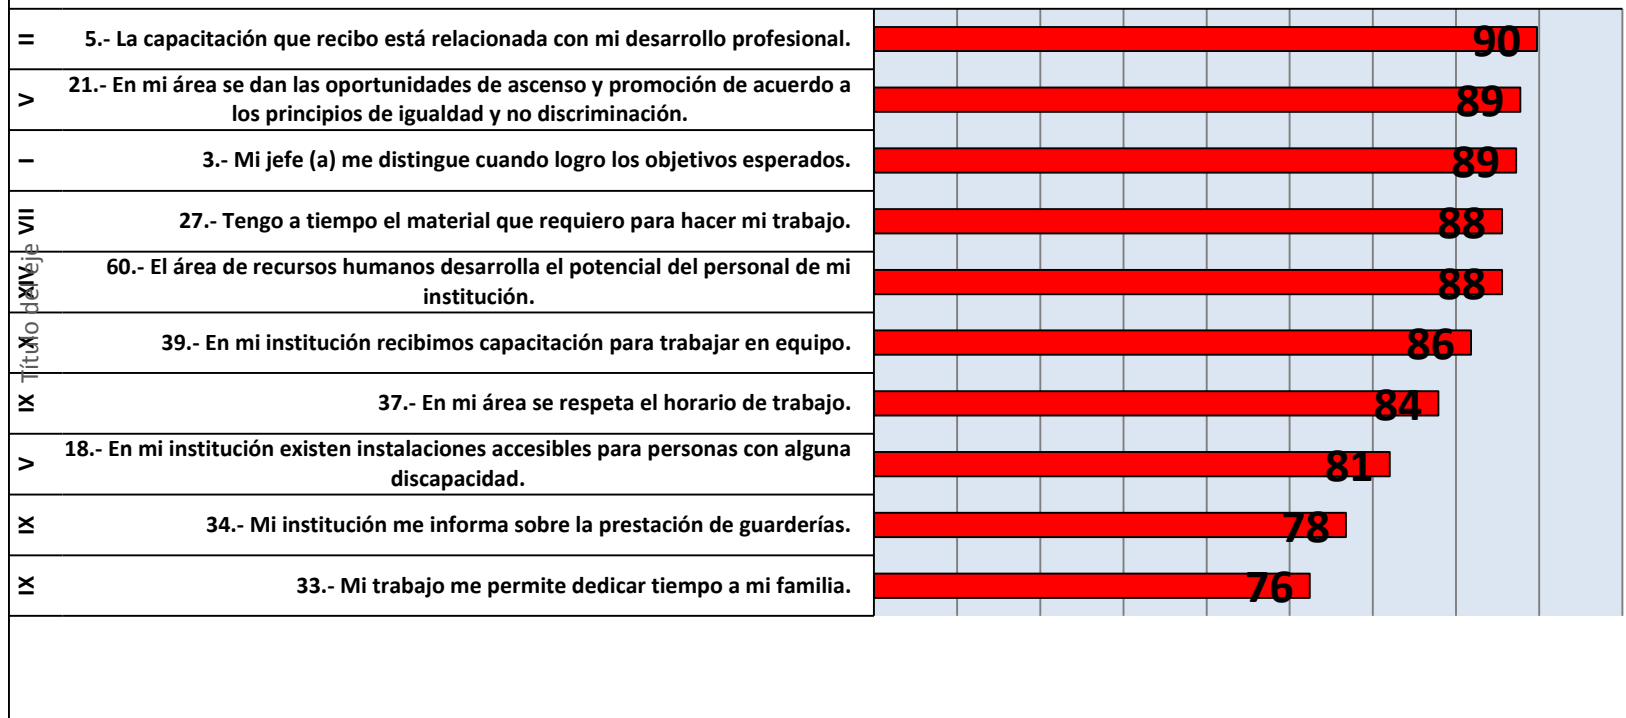 II
5.- La capacitación que recibo está relacionada con mi desarrollo profesional.
90
V
21.- En mi área se dan las oportunidades de ascenso y promoción de acuerdo a
los principios de igualdad y no discriminación.
89
I
3.- Mi jefe (a) me distingue cuando logro los objetivos esperados.
89
VII
27.- Tengo a tiempo el material que requiero para hacer mi trabajo.
88
XIV
60.- El área de recursos humanos desarrolla el potencial del personal de mi
institución.
88
X
39.- En mi institución recibimos capacitación para trabajar en equipo.
86
IX
37.- En mi área se respeta el horario de trabajo.
84
V
18.- En mi institución existen instalaciones accesibles para personas con alguna
discapacidad.
81
IX
34.- Mi institución me informa sobre la prestación de guarderías.
78
IX
33.- Mi trabajo me permite dedicar tiempo a mi familia.
76
Título del eje